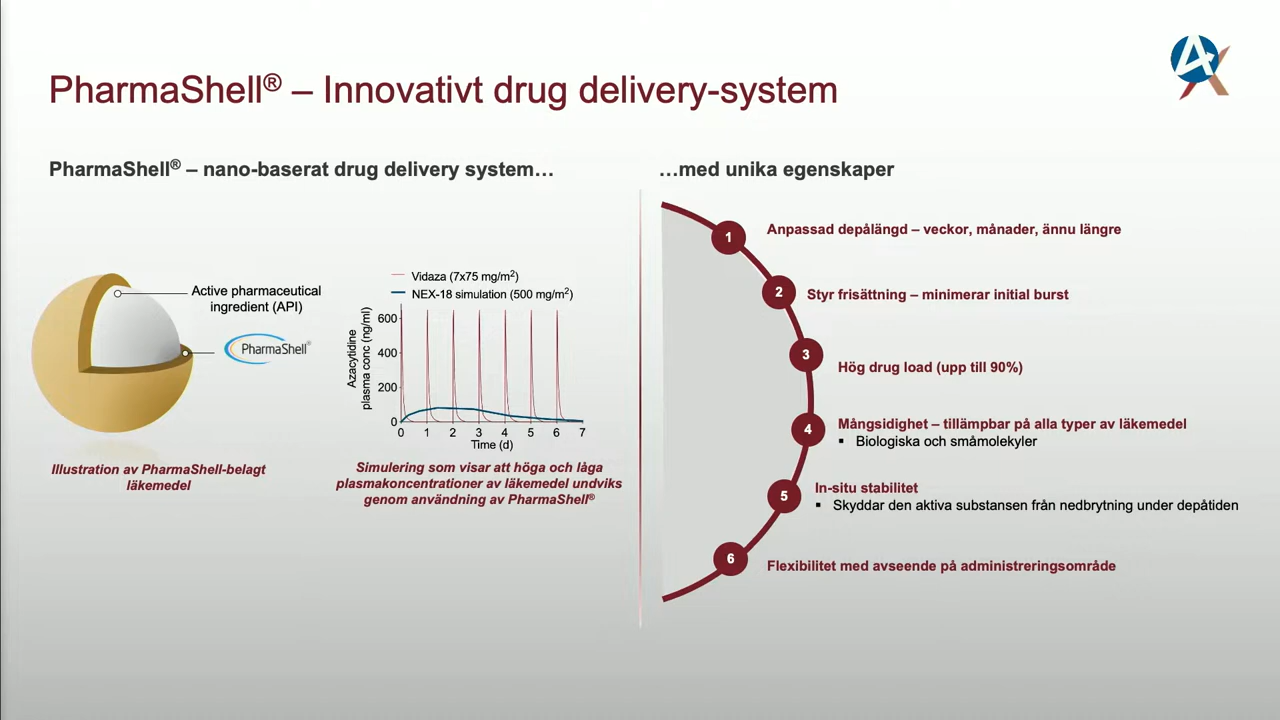 PharmaShell® – Innovativt drug delivery-system
PharmaShell® – nano-baserat drug delivery system…
Active pharmaceutical
ingredient (API)
PharmaShell®
Illustration av PharmaShell-belagt
läkemedel
Vidaza (7x75 mg/m²)
NEX-18 simulation (500 mg/m²)
Azacytidine
plasma conc (ng/ml)
600
400
200
0
0 1 2 3 4 5 6 7
Time (d)
Simulering som visar att höga och låga
plasmakoncentrationer av läkemedel undviks
genom användning av PharmaShell®
…med unika egenskaper
1 Anpassad depålängd – veckor, månader, ännu längre
2 Styr frisättning – minimerar initial burst
3 Hög drug load (upp till 90%)
4 Mångsidighet – tillämpbar på alla typer av läkemedel
▪ Biologiska och småmolekyler
5 In-situ stabilitet
▪ Skyddar den aktiva substansen från nedbrytning under depåtiden
6 Flexibilitet med avseende på administreringsområde